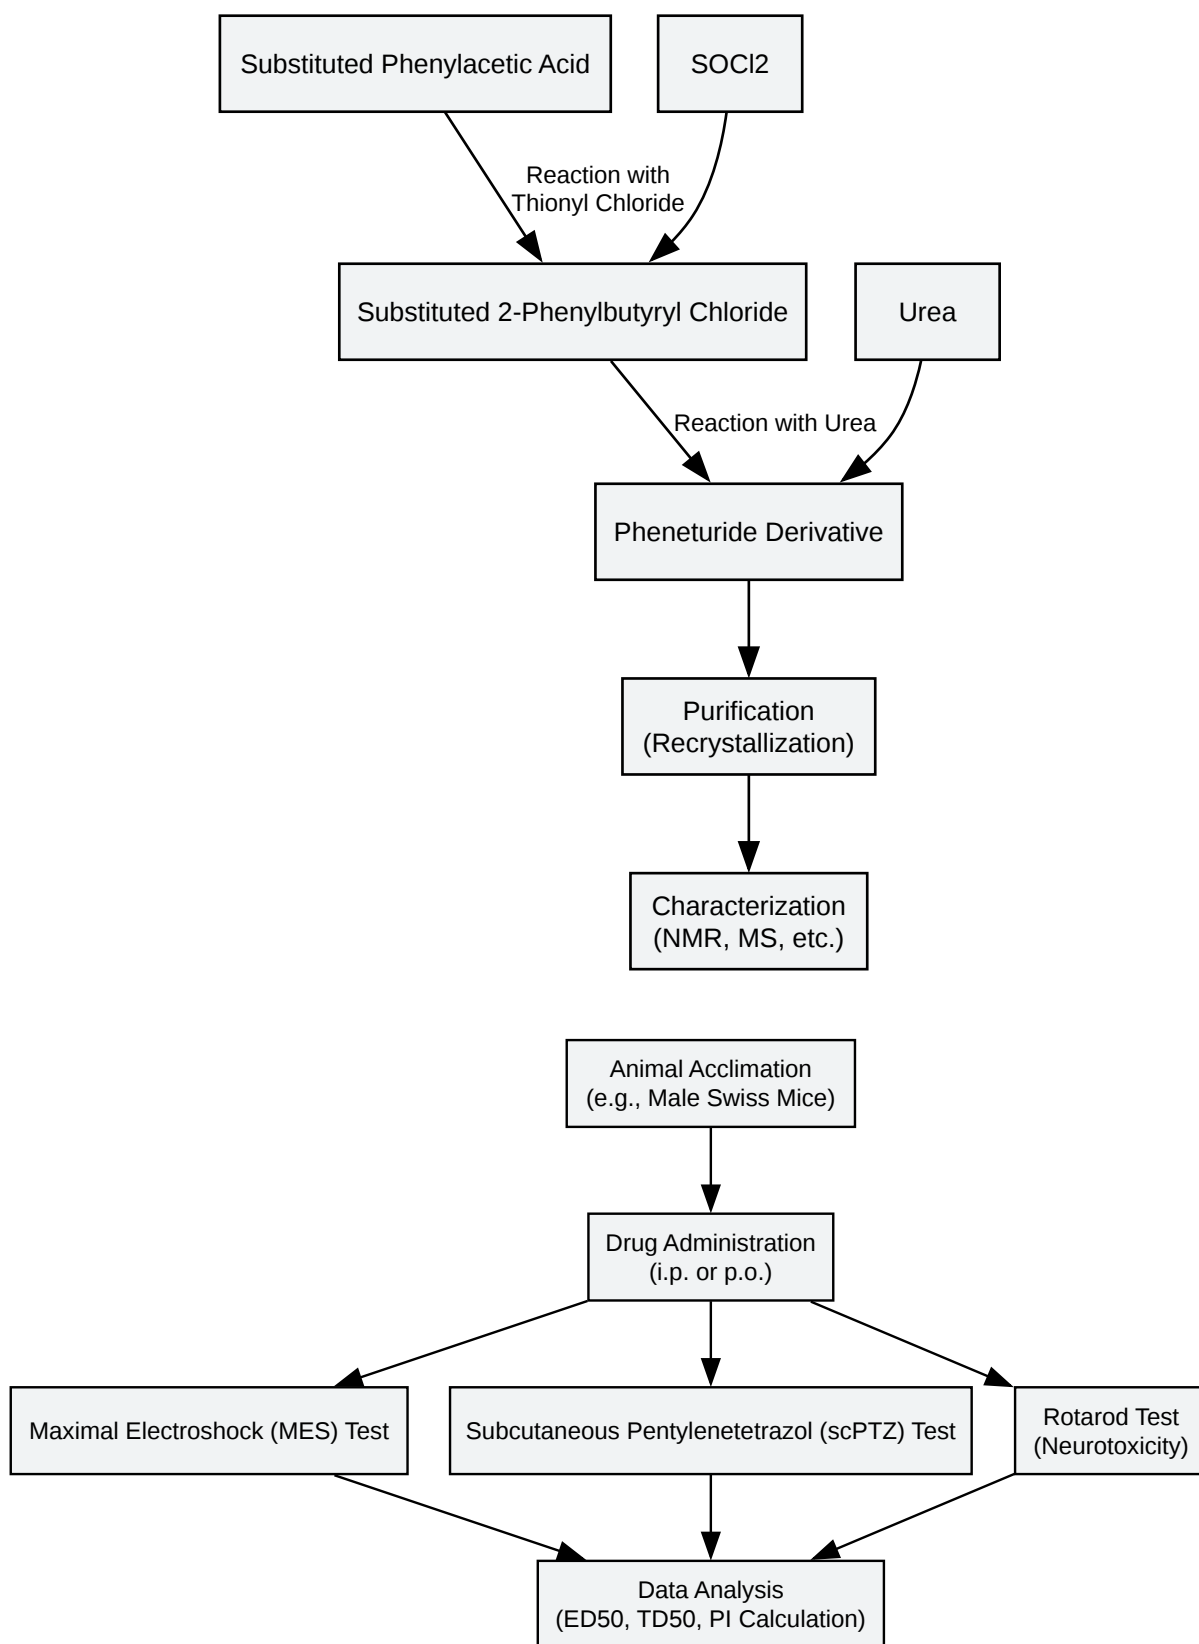 Substituted Phenylacetic Acid
SOCl2
Reaction with
Thionyl Chloride
Substituted 2-Phenylbutyryl Chloride
Urea
Reaction with Urea
Pheneturide Derivative
Purification
(Recrystallization)
Characterization
(NMR, MS, etc.)
Animal Acclimation
(e.g., Male Swiss Mice)
Drug Administration
(i.p. or p.o.)
Maximal Electroshock (MES) Test
Subcutaneous Pentylenetetrazol (scPTZ) Test
Rotarod Test
(Neurotoxicity)
Data Analysis
(ED50, TD50, PI Calculation)